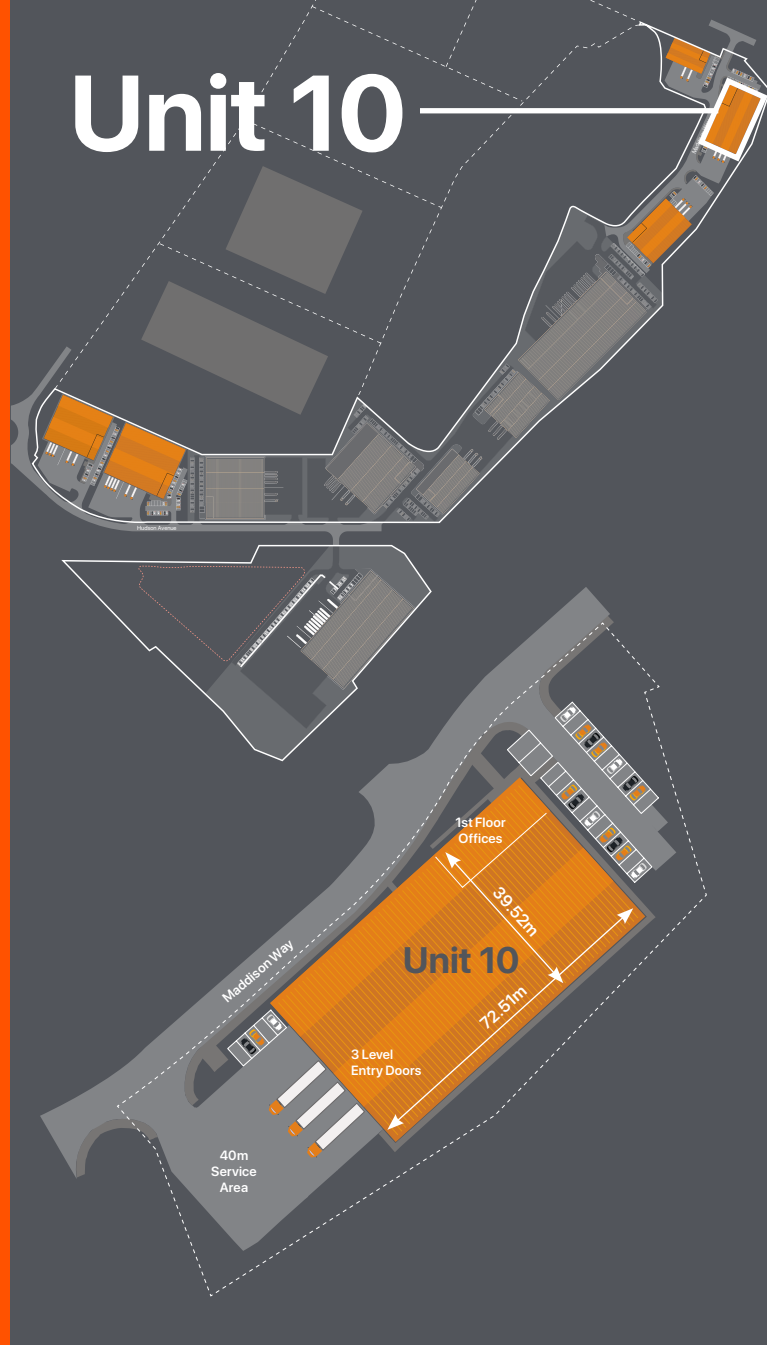 Unit 10
Hudson Avenue
1st Floor
Offices
39.52m
Unit 10
72.51m
Maddison Way
3 Level
Entry Doors
40m
Service
Area